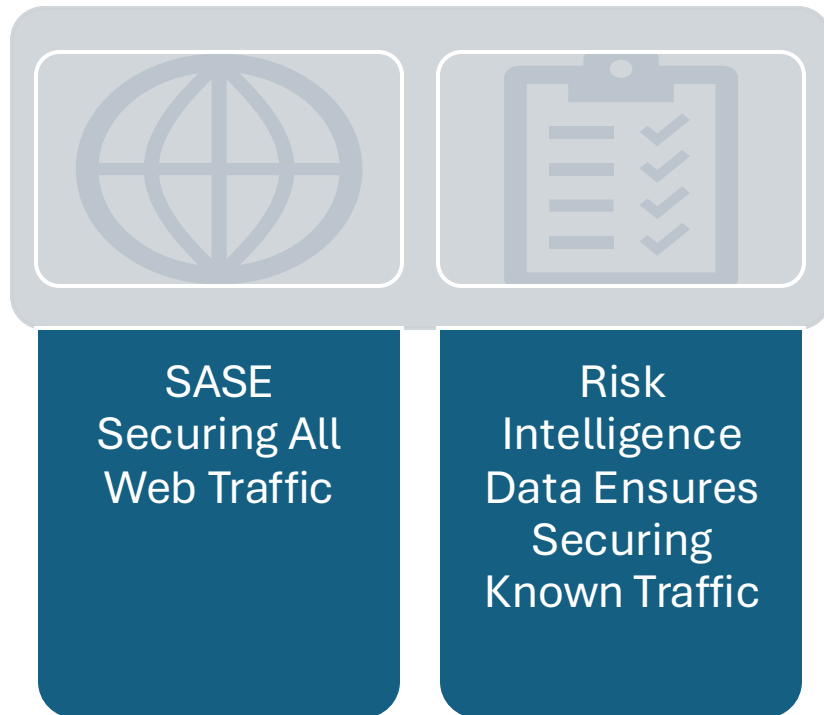 SASE
Securing All
Web Traffic
Risk
Intelligence
Data Ensures
Securing
Known Traffic